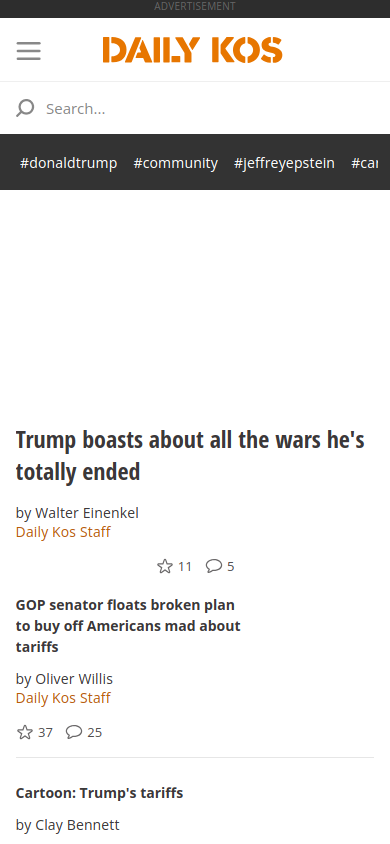 ADVERTISEMENT
DAILY KOS
Search...
#donaldtrump #community #jeffreyepstein
Trump boasts about all the wars he's
totally ended
by Walter Einenkel
Daily Kos Staff
11 5
GOP senator floats broken plan
to buy off Americans mad about
tariffs
by Oliver Willis
Daily Kos Staff
37 25
Cartoon: Trump's tariffs
by Clay Bennett